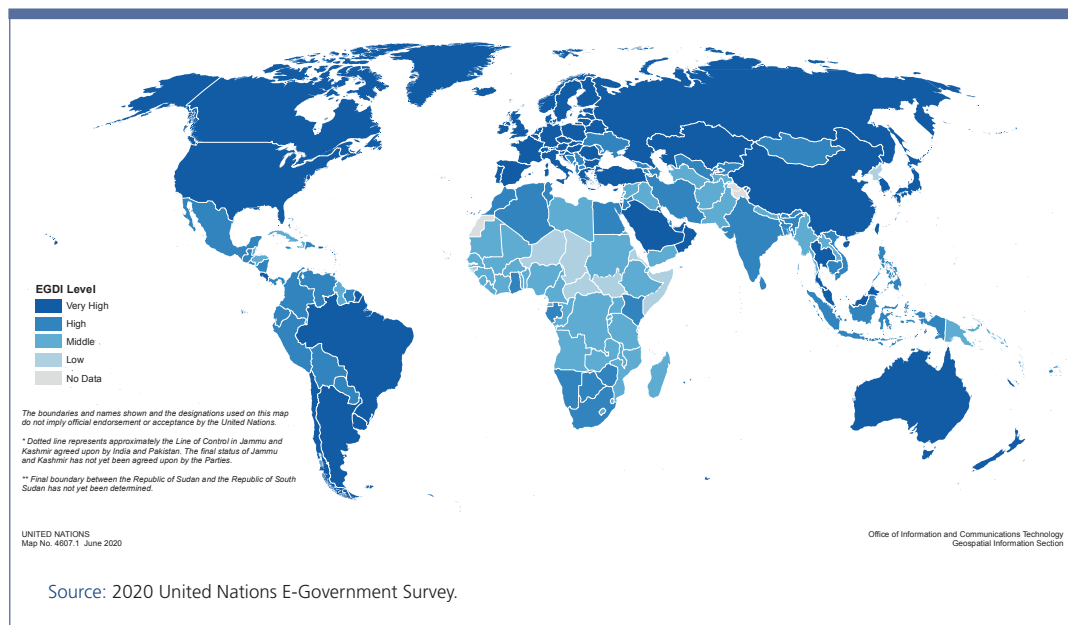 EGDI Level
Very High
High
Middle
Low
No Data
The boundaries and names shown and the designations used on this map
do not imply official endorsement or acceptance by the United Nations.
* Dotted line represents approximately the Line of Control in Jammu and
Kashmir agreed upon by India and Pakistan. The final status of Jammu
and Kashmir has not yet been agreed upon by the Parties.
** Final boundary between the Republic of Sudan and the Republic of South
Sudan has not yet been determined.
UNITED NATIONS
Map No. 4607.1 June 2020
Office of Information and Communications Technology
Geospatial Information Section
Source: 2020 United Nations E-Government Survey.